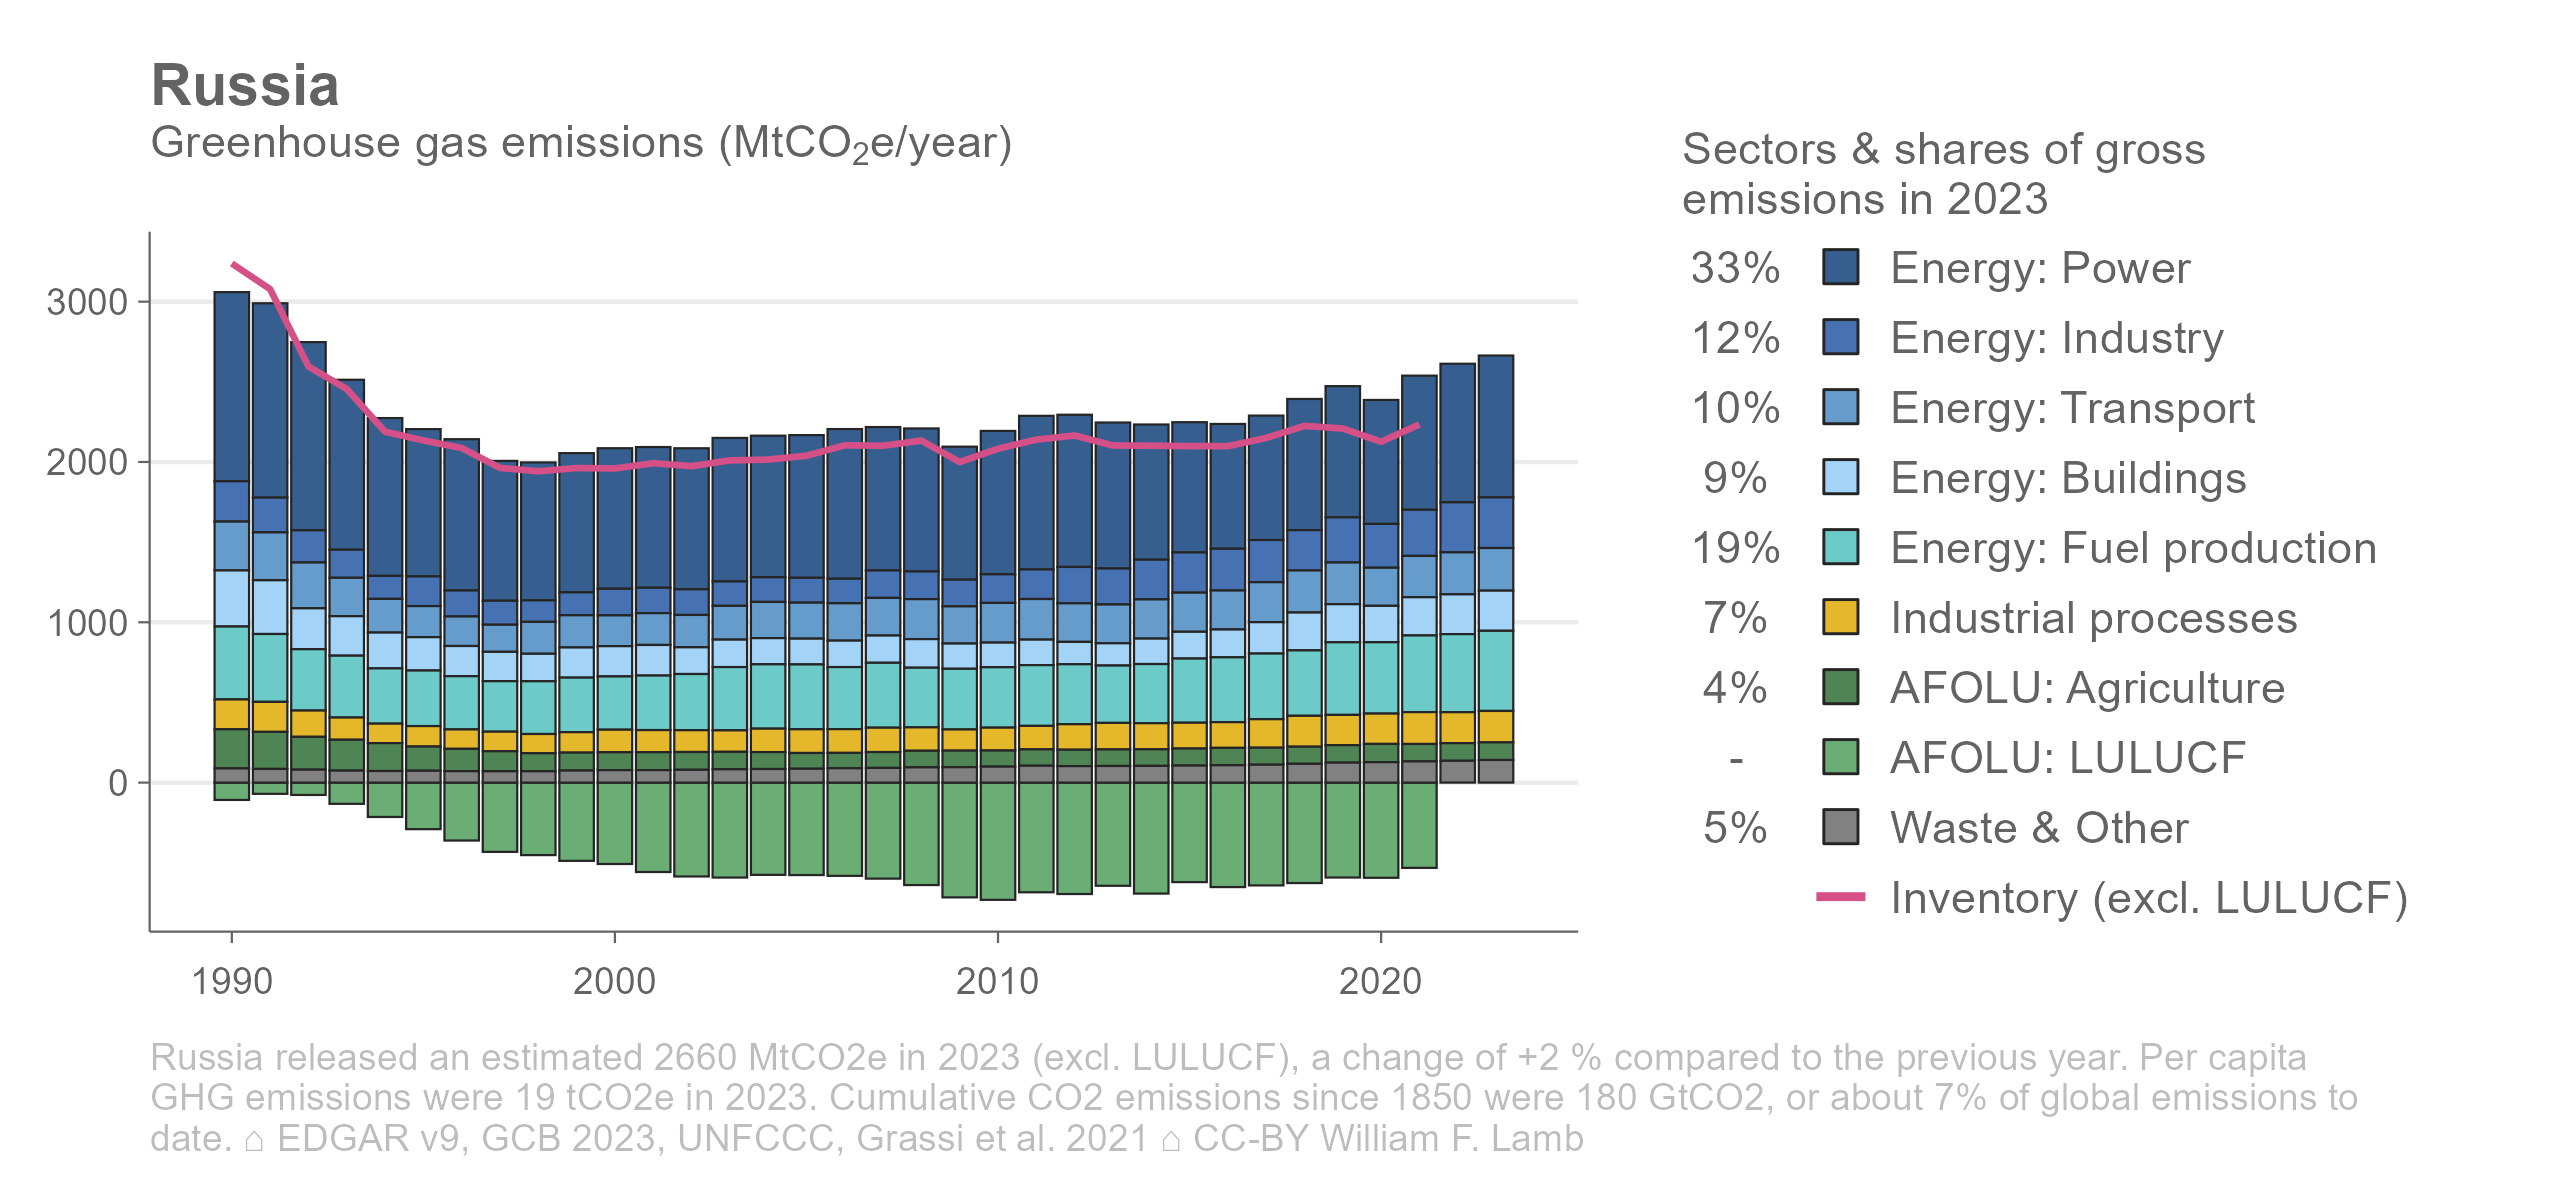 Russia
Greenhouse gas emissions (MtCO₂e/year)
3000
2000
1000
0
1990
2000
2010
2020
Sectors & shares of gross
emissions in 2023
33% Energy: Power
12% Energy: Industry
10% Energy: Transport
9% Energy: Buildings
19% Energy: Fuel production
7% Industrial processes
4% AFOLU: Agriculture
- AFOLU: LULUCF
5% Waste & Other
Inventory (excl. LULUCF)
Russia released an estimated 2660 MtCO2e in 2023 (excl. LULUCF), a change of +2 % compared to the previous year. Per capita
GHG emissions were 19 tCO2e in 2023. Cumulative CO2 emissions since 1850 were 180 GtCO2, or about 7% of global emissions to
date. ⌂ EDGAR v9, GCB 2023, UNFCCC, Grassi et al. 2021 ⌂ CC-BY William F. Lamb